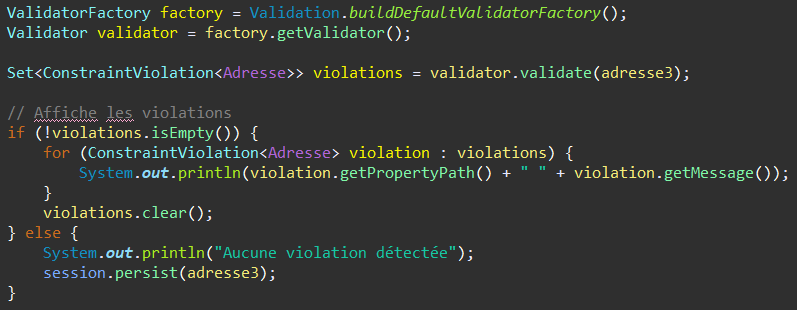 ValidatorFactory factory = Validation.buildDefaultValidatorFactory();
Validator validator = factory.getValidator();
Set<ConstraintViolation<Adresse>> violations = validator.validate(adresse3);
// Affiche les violations
if (!violations.isEmpty()) {
    for (ConstraintViolation<Adresse> violation : violations) {
        System.out.println(violation.getPropertyPath() + " " + violation.getMessage());
    }
    violations.clear();
} else {
    System.out.println("Aucune violation détectée");
    session.persist(adresse3);
}